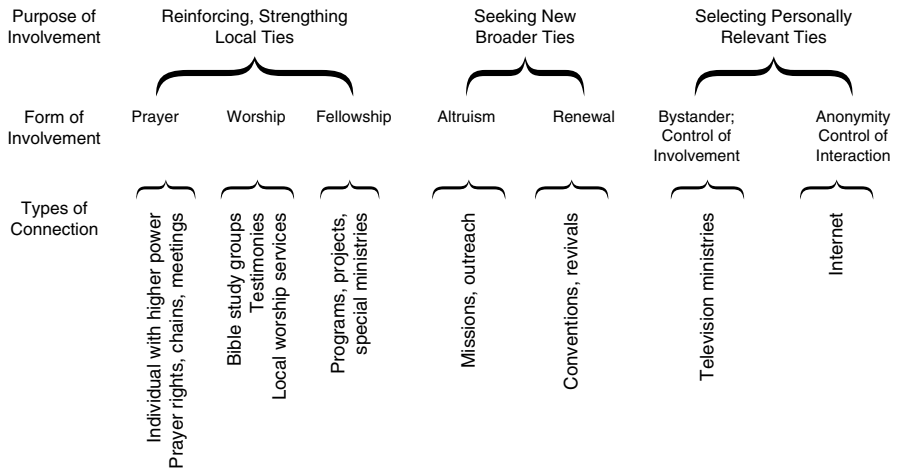 Purpose of
Involvement
Reinforcing, Strengthing
Local Ties
Seeking New
Broader Ties
Selecting Personally
Relevant Ties
Form of
Involvement
Prayer
Worship
Fellowship
Altruism
Renewal
Bystander;
Control of
Involvement
Anonymity
Control of
Interaction
Types of
Connection
Individual with higher power
Prayer rights, chains, meetings
Bible study groups
Testimonies
Local worship services
Programs, projects,
special ministries
Missions, outreach
Conventions, revivals
Television ministries
Internet